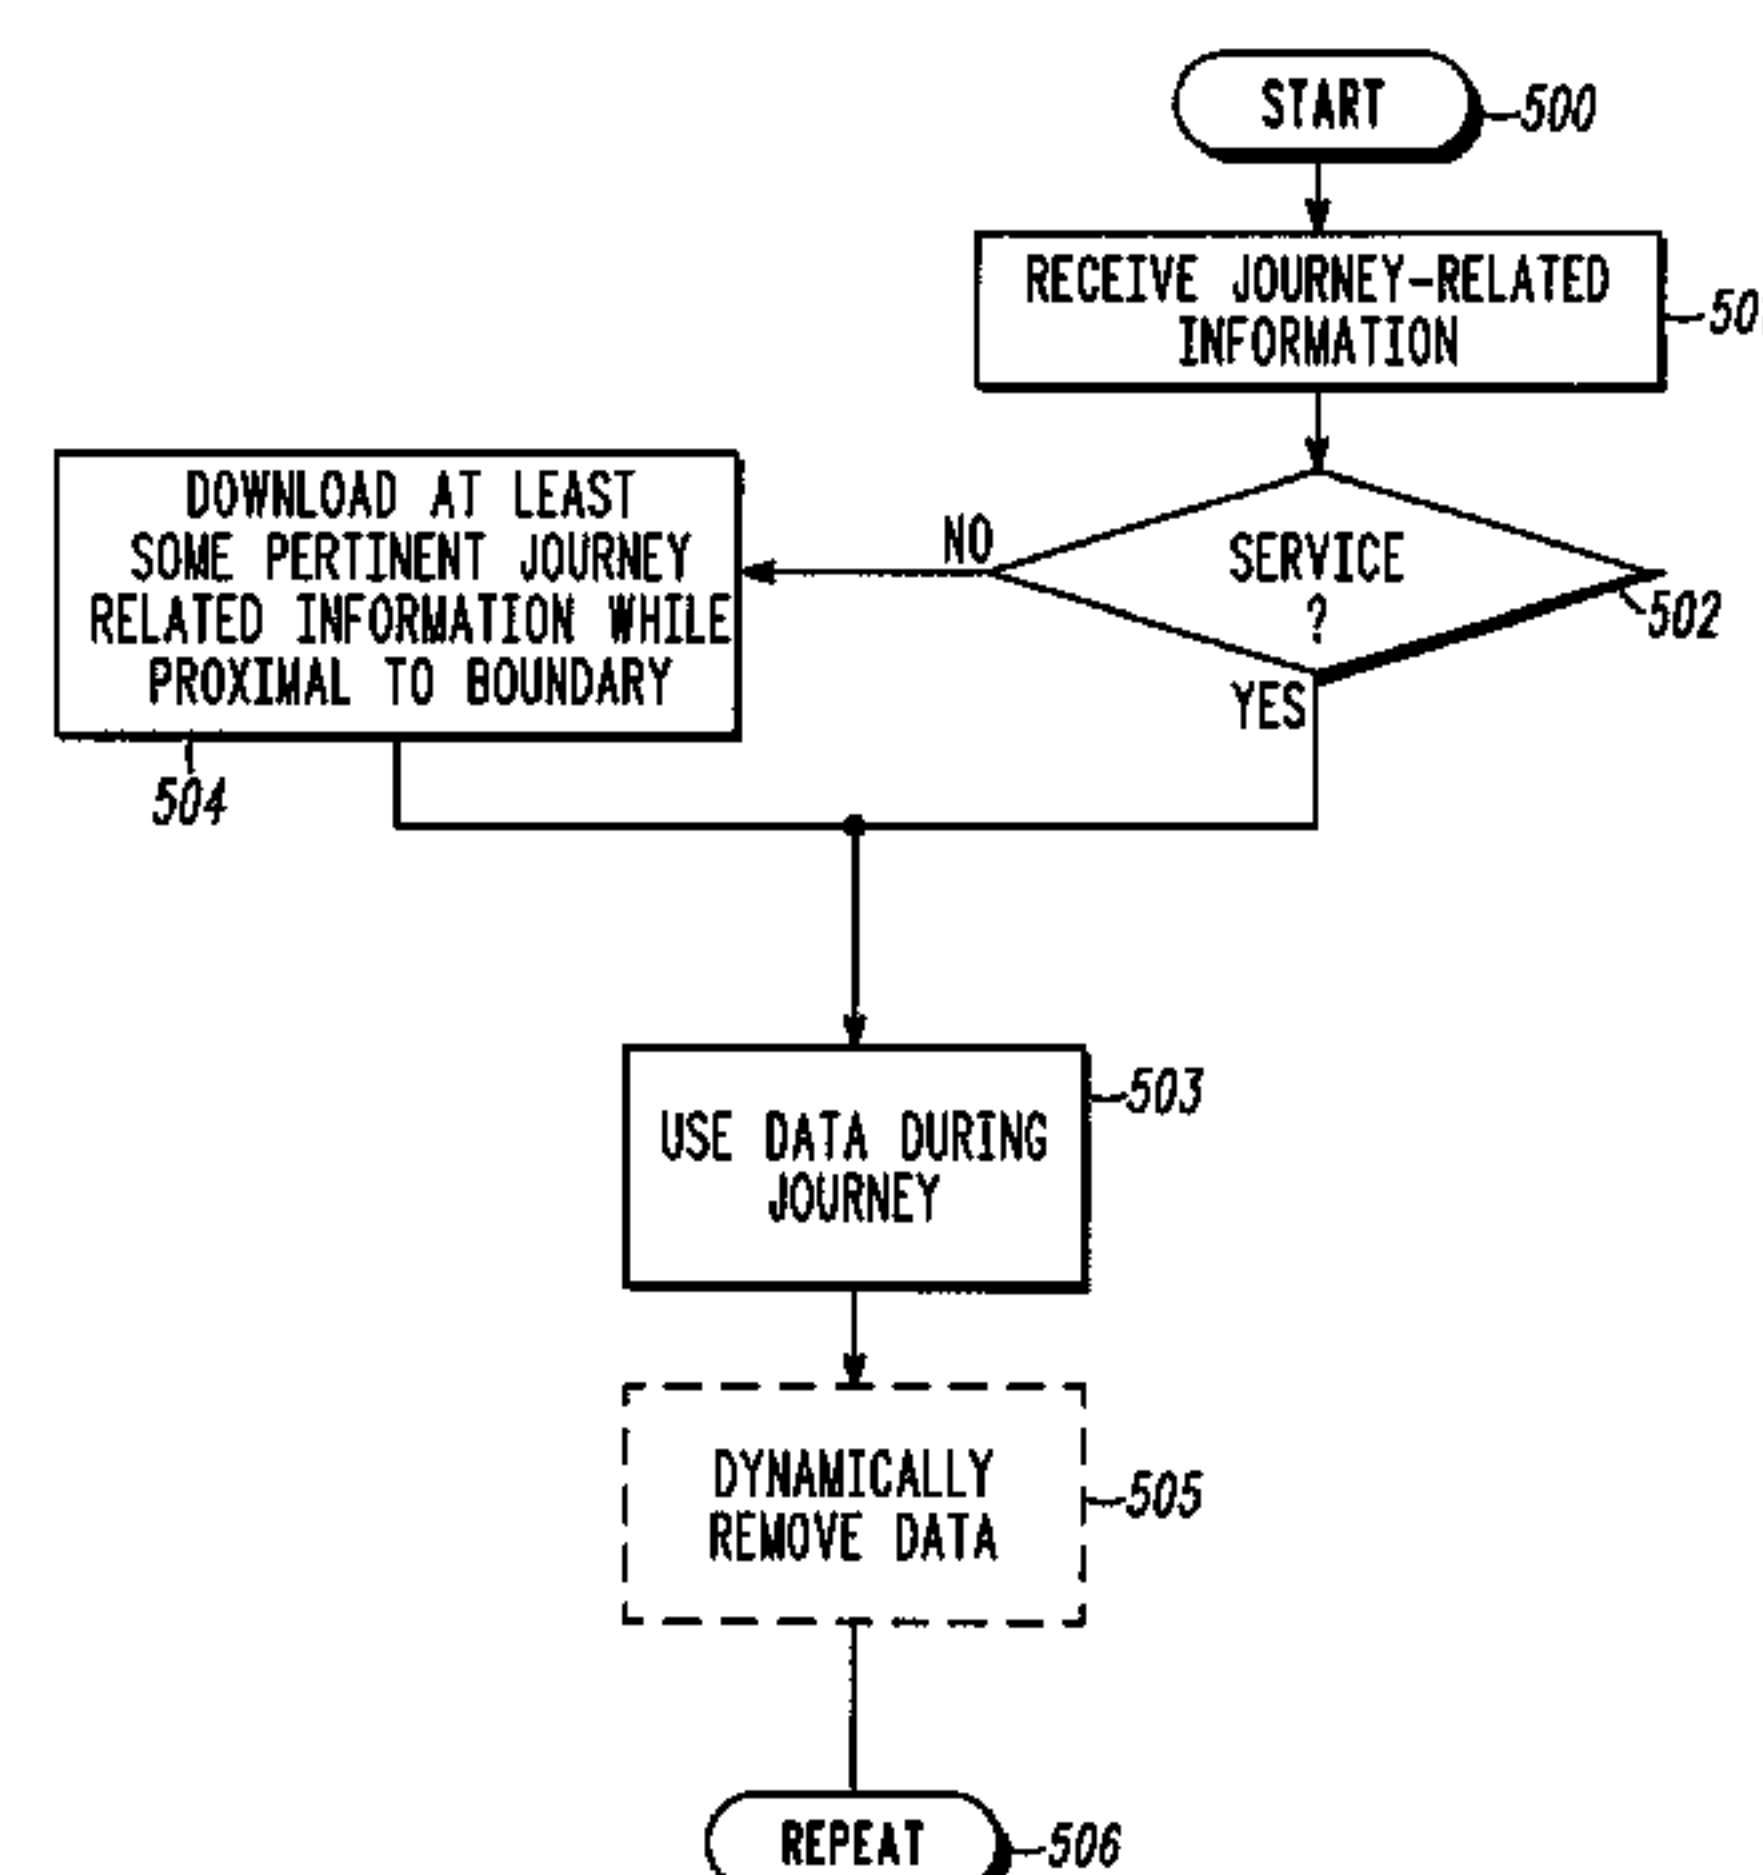 START
500
RECEIVE JOURNEY-RELATED
INFORMATION
50
SERVICE
?
502
NO
YES
DOWNLOAD AT LEAST
SOME PERTINENT JOURNEY
RELATED INFORMATION WHILE
PROXIMAL TO BOUNDARY
504
USE DATA DURING
JOURNEY
503
DYNAMICALLY
REMOVE DATA
505
REPEAT
506